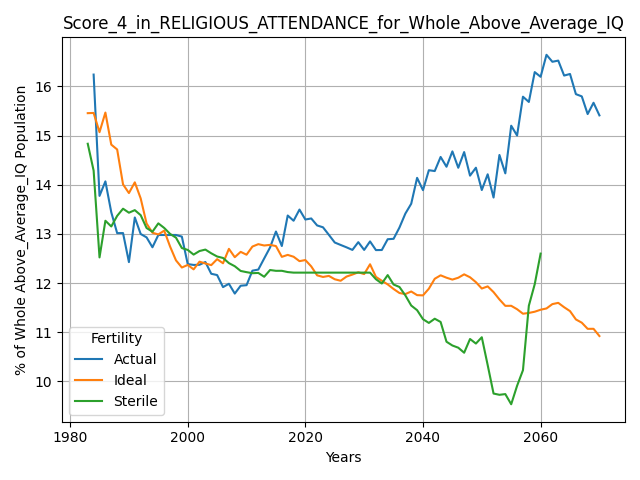 Score_4_in_RELIGIOUS_ATTENDANCE_for_Whole_Above_Average_IQ
% of Whole Above_Average_IQ Population
16
15
14
13
12
11
10
Fertility
Actual
Ideal
Sterile
1980 2000 2020 2040 2060
Years